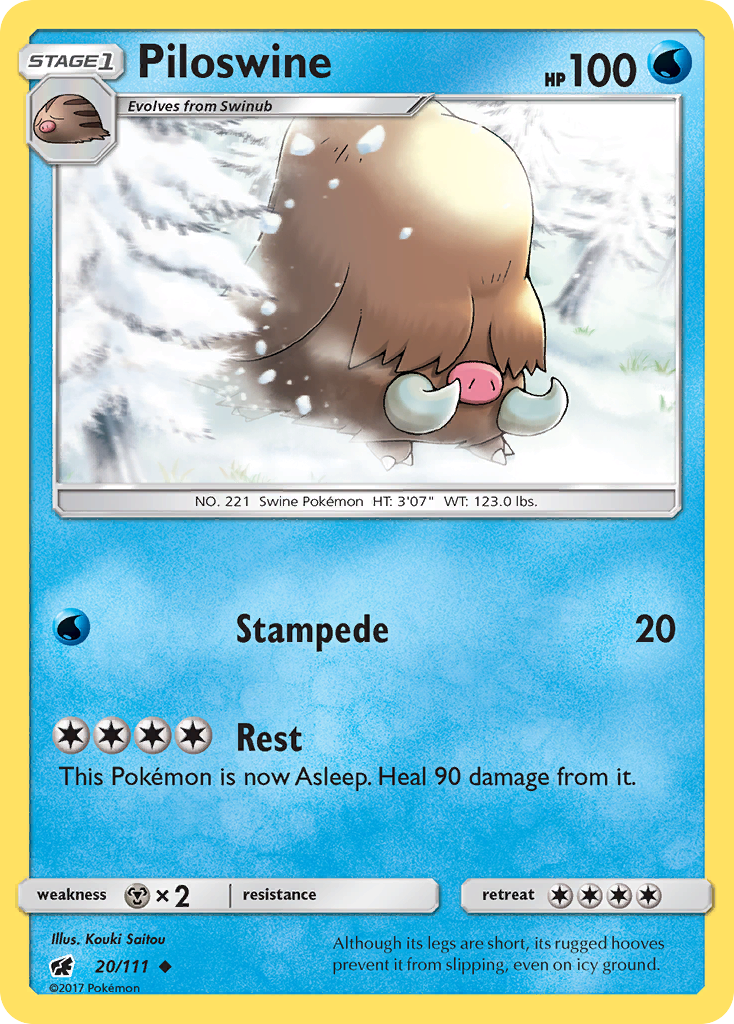 STAGE1
Piloswine
HP 100
Evolves from Swinub
NO. 221 Swine Pokémon HT: 3'07" WT: 123.0 lbs.
Stampede 20
Rest
This Pokémon is now Asleep. Heal 90 damage from it.
weakness ×2 resistance retreat
Illus. Kouki Saitou
20/111
©2017 Pokémon
Although its legs are short, its rugged hooves
prevent it from slipping, even on icy ground.